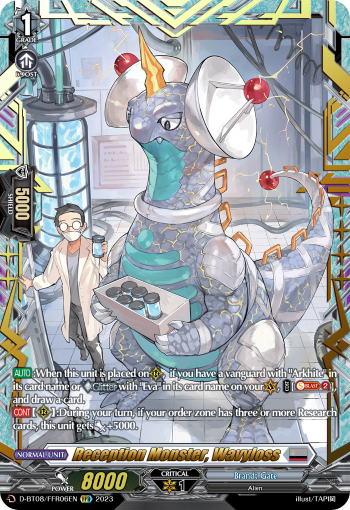 1
GRADE
BOOST
5000
SHIELD
AUTO :When this unit is placed on R, if you have a vanguard with "Arkhite" in
its card name or Glitter with "Eva" in its card name on your
COST BLAST 2
and draw a card.
CONT R :During your turn, if your order zone has three or more Research
cards, this unit gets +5000.
NORMAL UNIT
Reception Monster, Wavyloss
POWER 8000
CRITICAL
1
Brandt Gate
Alien
D-BT08/FFR06EN FFR 2023
illust/TAPI岡